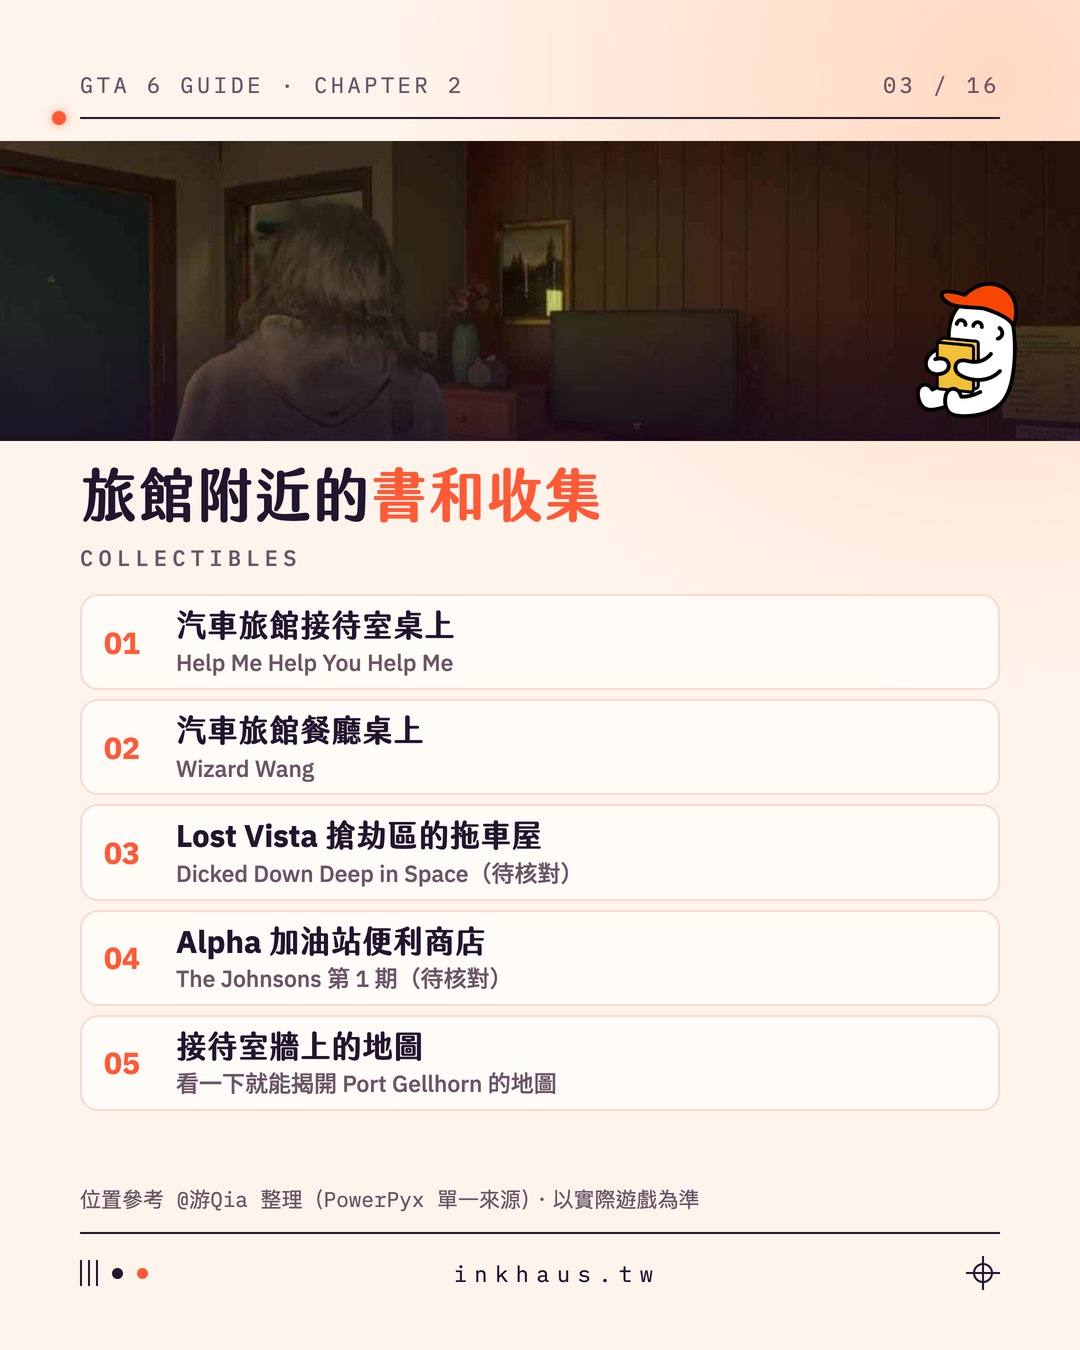 GTA 6 GUIDE · CHAPTER 2
03 / 16
旅館附近的書和收集
COLLECTIBLES
01
汽車旅館接待室桌上
Help Me Help You Help Me
02
汽車旅館餐廳桌上
Wizard Wang
03
Lost Vista 搶劫區的拖車屋
Dicked Down Deep in Space（待核對）
04
Alpha 加油站便利商店
The Johnsons 第 1 期（待核對）
05
接待室牆上的地圖
看一下就能揭開 Port Gellhorn 的地圖
位置參考 @游Qia 整理（PowerPyx 單一來源）· 以實際遊戲為準
inkhaus.tw